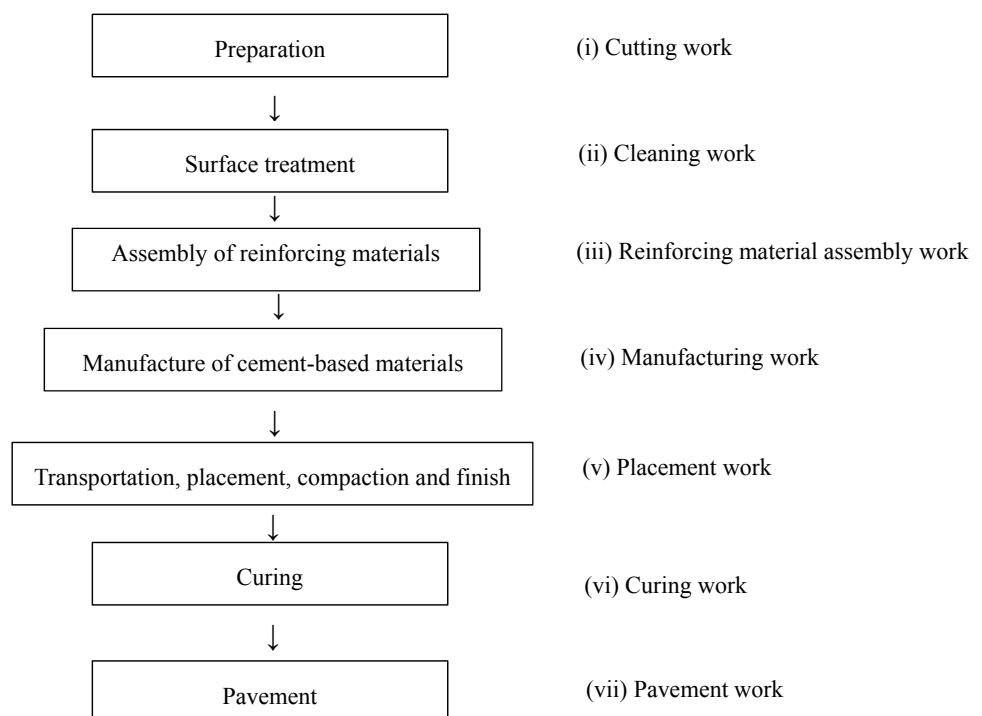 Preparation
(i) Cutting work
↓
Surface treatment
(ii) Cleaning work
↓
Assembly of reinforcing materials
(iii) Reinforcing material assembly work
↓
Manufacture of cement-based materials
(iv) Manufacturing work
↓
Transportation, placement, compaction and finish
(v) Placement work
↓
Curing
(vi) Curing work
↓
Pavement
(vii) Pavement work